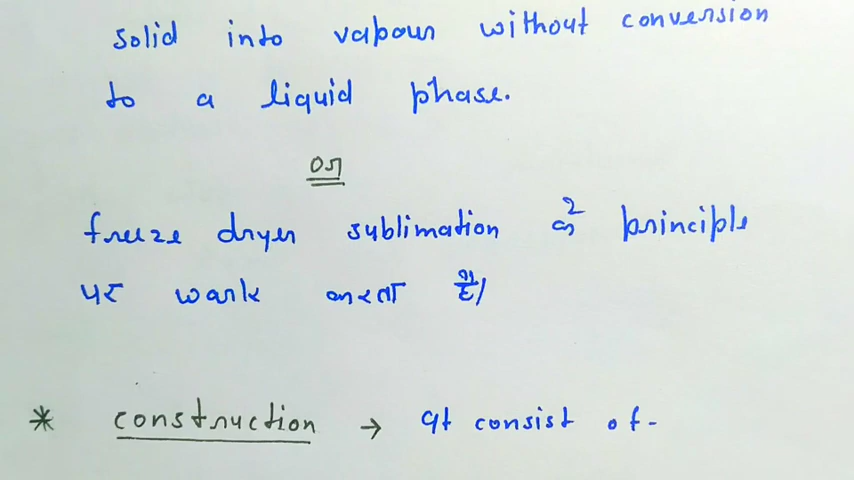 solid into vapour without conversion
to a liquid phase.
or
freeze dryer sublimation के principle
पर work करता है/
* construction → It consist of-